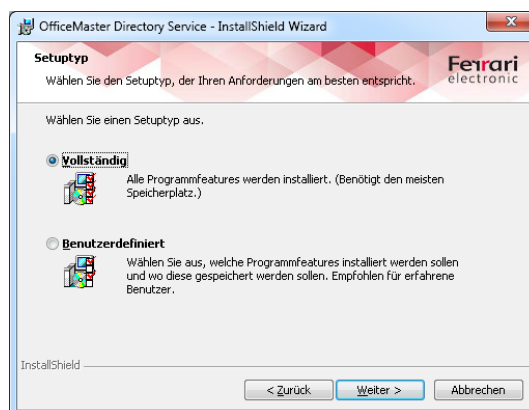 OfficeMaster Directory Service - InstallShield Wizard
Setuptyp
Wählen Sie den Setuptyp, der Ihren Anforderungen am besten entspricht.
Ferrari
electronic
Wählen Sie einen Setuptyp aus.
Vollständig
Alle Programmfeatures werden installiert. (Benötigt den meisten
Speicherplatz.)
Benutzerdefiniert
Wählen Sie aus, welche Programmfeatures installiert werden sollen
und wo diese gespeichert werden sollen. Empfohlen für erfahrene
Benutzer.
InstallShield
< Zurück
Weiter >
Abbrechen